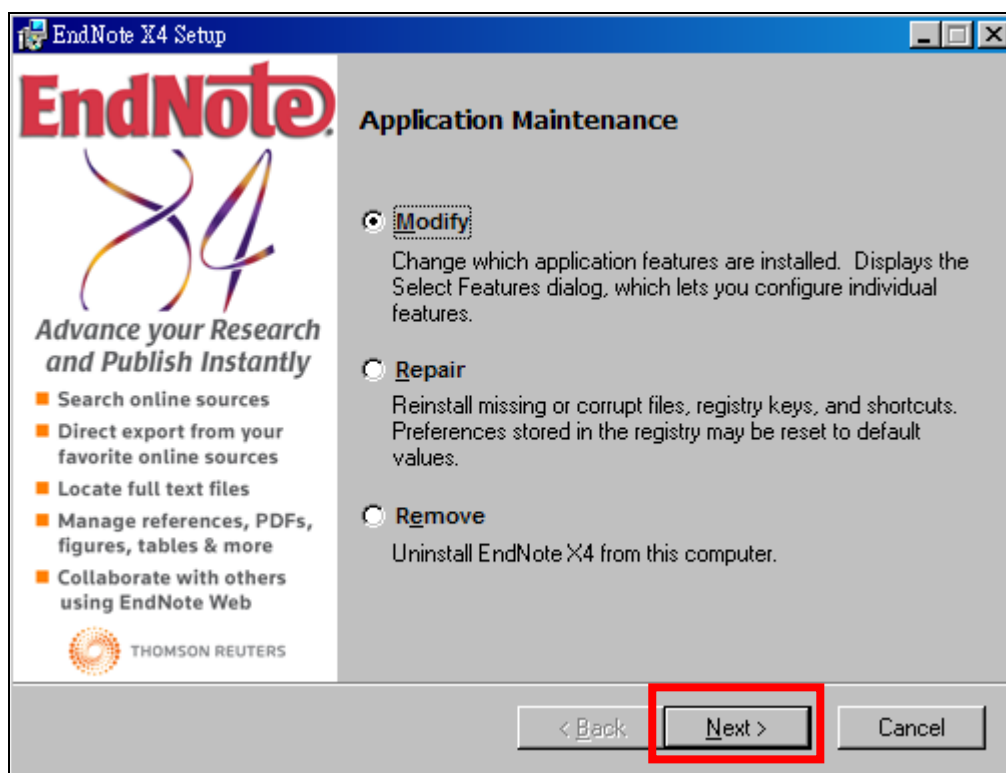 EndNote X4 Setup
EndNote
X4
Advance your Research
and Publish Instantly
Search online sources
Direct export from your
favorite online sources
Locate full text files
Manage references, PDFs,
figures, tables & more
Collaborate with others
using EndNote Web
THOMSON REUTERS
Application Maintenance
Modify
Change which application features are installed.  Displays the
Select Features dialog, which lets you configure individual
features.
Repair
Reinstall missing or corrupt files, registry keys, and shortcuts.
Preferences stored in the registry may be reset to default
values.
Remove
Uninstall EndNote X4 from this computer.
< Back
Next >
Cancel